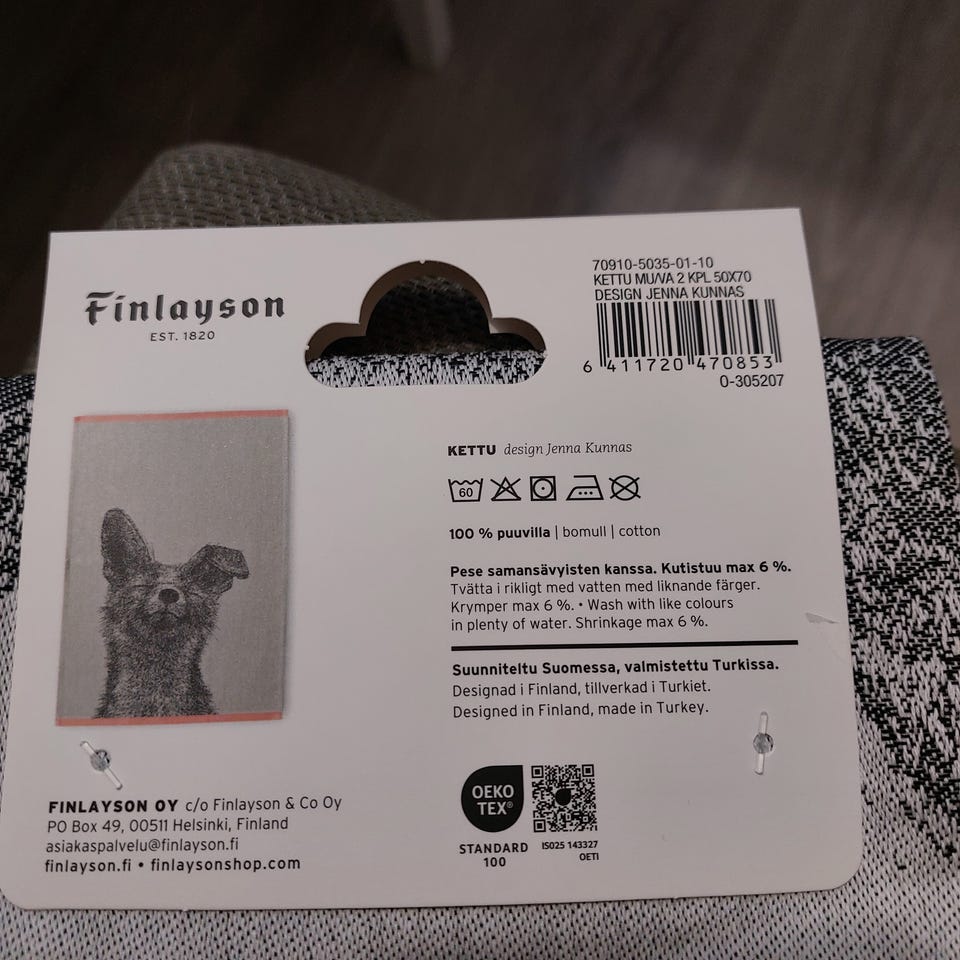 Finlayson
EST. 1820
70910-5035-01-10
KETTU MU/VA 2 KPL 50X70
DESIGN JENNA KUNNAS
6 411720 470853
0-305207
KETTU design Jenna Kunnas
60
100 % puuvilla | bomull | cotton
Pese samansävyisten kanssa. Kutistuu max 6 %.
Tvätta i rikligt med vatten med liknande färger.
Krymper max 6 %. • Wash with like colours
in plenty of water. Shrinkage max 6 %.
Suunniteltu Suomessa, valmistettu Turkissa.
Designad i Finland, tillverkad i Turkiet.
Designed in Finland, made in Turkey.
FINLAYSON OY c/o Finlayson & Co Oy
PO Box 49, 00511 Helsinki, Finland
asiakaspalvelu@finlayson.fi
finlayson.fi • finlaysonshop.com
OEKO
TEX®
STANDARD
100
IS025 143327
OETI